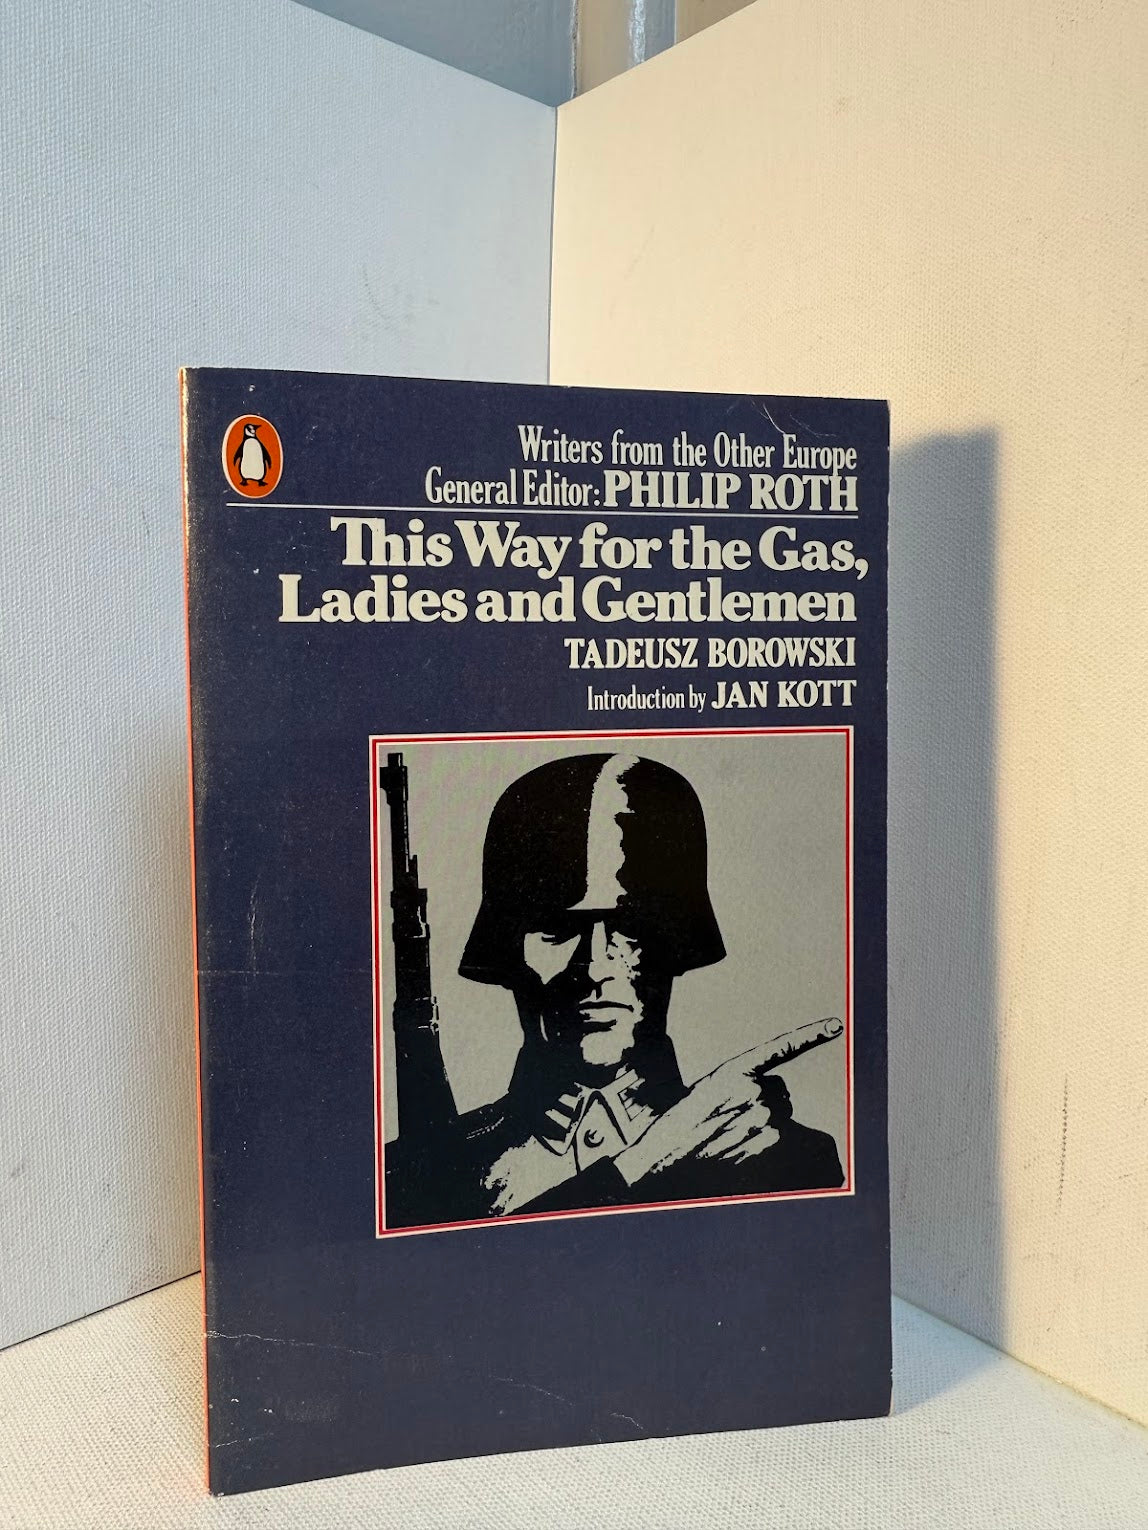 Writers from the Other Europe
General Editor: PHILIP ROTH
This Way for the Gas,
Ladies and Gentlemen
TADEUSZ BOROWSKI
Introduction by JAN KOTT